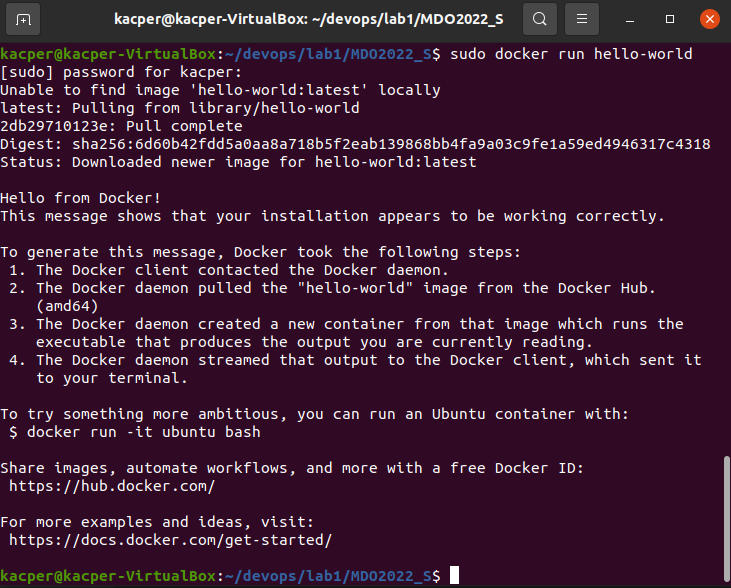 kacper@kacper-VirtualBox: ~/devops/lab1/MDO2022_S
kacper@kacper-VirtualBox:~/devops/lab1/MDO2022_S$ sudo docker run hello-world
[sudo] password for kacper:
Unable to find image 'hello-world:latest' locally
latest: Pulling from library/hello-world
2db29710123e: Pull complete
Digest: sha256:6d60b42fdd5a0aa8a718b5f2eab139868bb4fa9a03c9fe1a59ed4946317c4318
Status: Downloaded newer image for hello-world:latest

Hello from Docker!
This message shows that your installation appears to be working correctly.

To generate this message, Docker took the following steps:
 1. The Docker client contacted the Docker daemon.
 2. The Docker daemon pulled the "hello-world" image from the Docker Hub.
    (amd64)
 3. The Docker daemon created a new container from that image which runs the
    executable that produces the output you are currently reading.
 4. The Docker daemon streamed that output to the Docker client, which sent it
    to your terminal.

To try something more ambitious, you can run an Ubuntu container with:
 $ docker run -it ubuntu bash

Share images, automate workflows, and more with a free Docker ID:
 https://hub.docker.com/

For more examples and ideas, visit:
 https://docs.docker.com/get-started/

kacper@kacper-VirtualBox:~/devops/lab1/MDO2022_S$